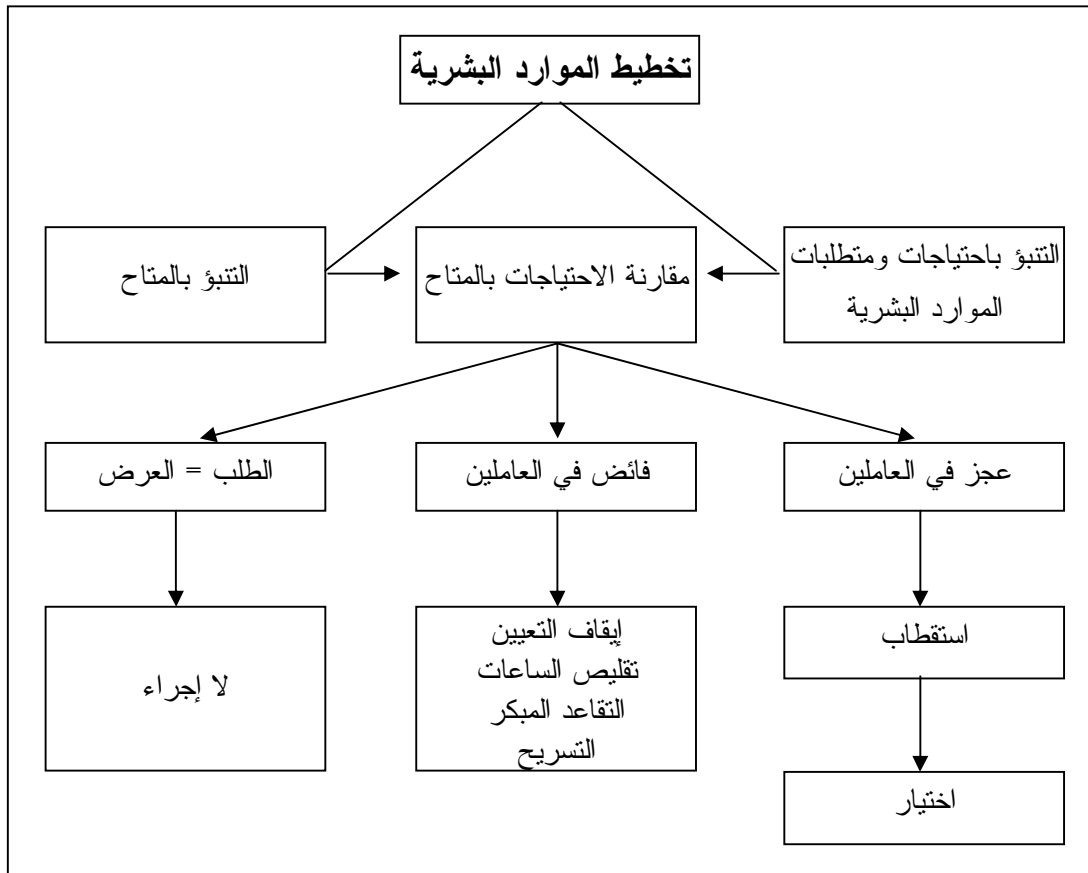 تخطيط الموارد البشرية
التنبؤ باحتياجات ومتطلبات
الموارد البشرية
مقارنة الاحتياجات بالمتاح
التنبؤ بالمتاح
عجز في العاملين
فائض في العاملين
الطلب = العرض
استقطاب
إيقاف التعيين
تقليص الساعات
التقاعد المبكر
التسريح
لا إجراء
اختيار